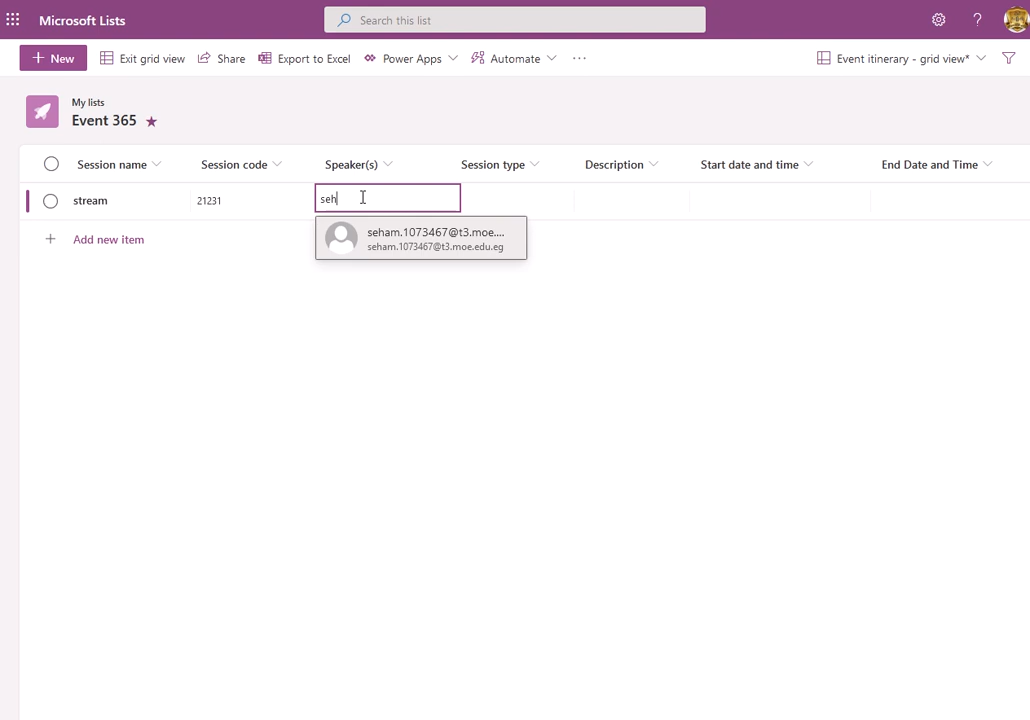 Microsoft Lists
Search this list
?
+ New
Exit grid view
Share
Export to Excel
Power Apps
Automate
...
Event itinerary - grid view*
My lists
Event 365
Session name
Session code
Speaker(s)
Session type
Description
Start date and time
End Date and Time
stream
21231
seh
+ Add new item
seham.1073467@t3.moe....
seham.1073467@t3.moe.edu.eg